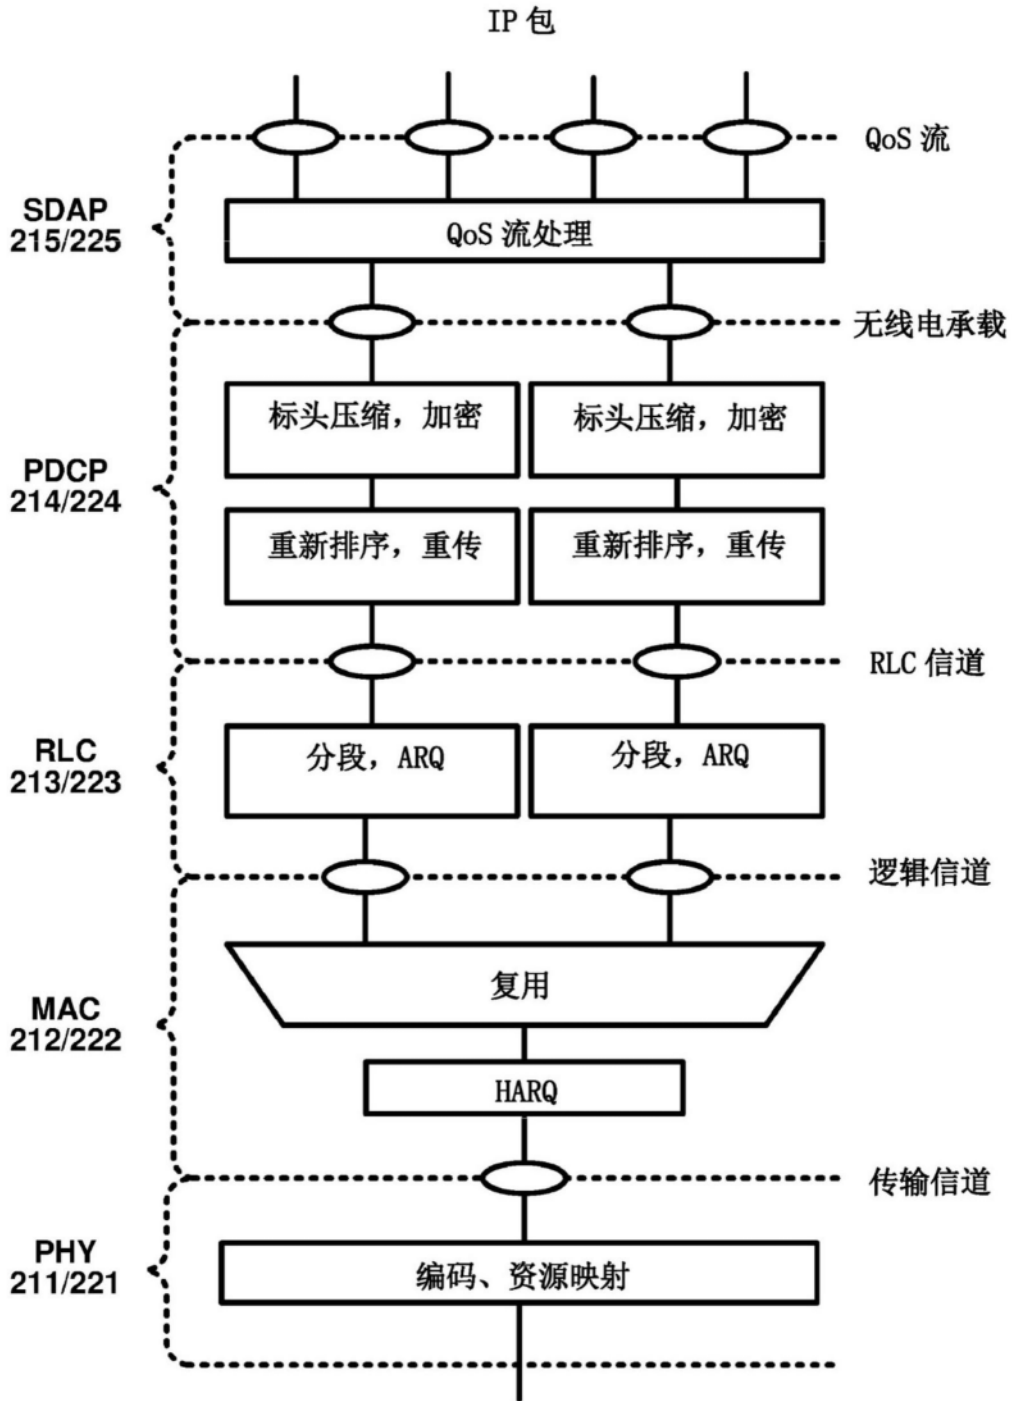 IP 包
QoS 流
SDAP
215/225
QoS 流处理
无线电承载
标头压缩，加密
标头压缩，加密
PDCP
214/224
重新排序，重传
重新排序，重传
RLC 信道
RLC
213/223
分段，ARQ
分段，ARQ
逻辑信道
复用
MAC
212/222
HARQ
传输信道
PHY
211/221
编码、资源映射